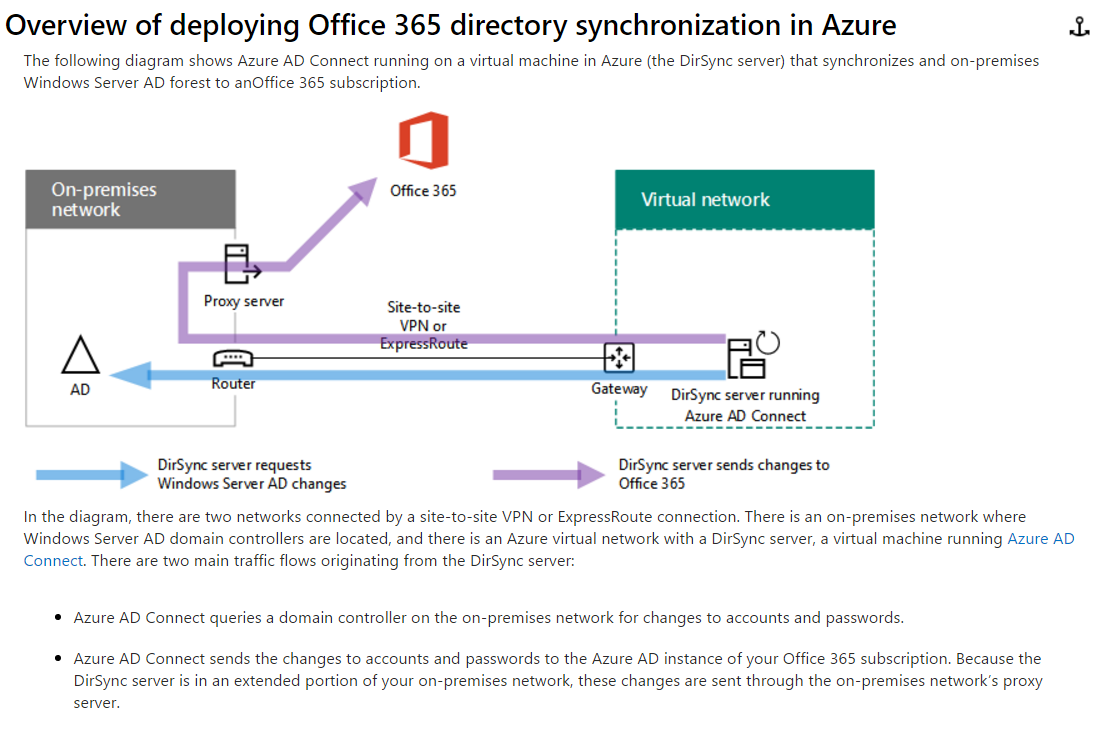 Overview of deploying Office 365 directory synchronization in Azure
The following diagram shows Azure AD Connect running on a virtual machine in Azure (the DirSync server) that synchronizes and on-premises
Windows Server AD forest to anOffice 365 subscription.
On-premises
network
Office 365
Virtual network
Proxy server
Site-to-site
VPN or
ExpressRoute
AD
Router
Gateway
DirSync server running
Azure AD Connect
DirSync server requests
Windows Server AD changes
DirSync server sends changes to
Office 365
In the diagram, there are two networks connected by a site-to-site VPN or ExpressRoute connection. There is an on-premises network where
Windows Server AD domain controllers are located, and there is an Azure virtual network with a DirSync server, a virtual machine running Azure AD
Connect. There are two main traffic flows originating from the DirSync server:
• Azure AD Connect queries a domain controller on the on-premises network for changes to accounts and passwords.
• Azure AD Connect sends the changes to accounts and passwords to the Azure AD instance of your Office 365 subscription. Because the
DirSync server is in an extended portion of your on-premises network, these changes are sent through the on-premises network's proxy
server.